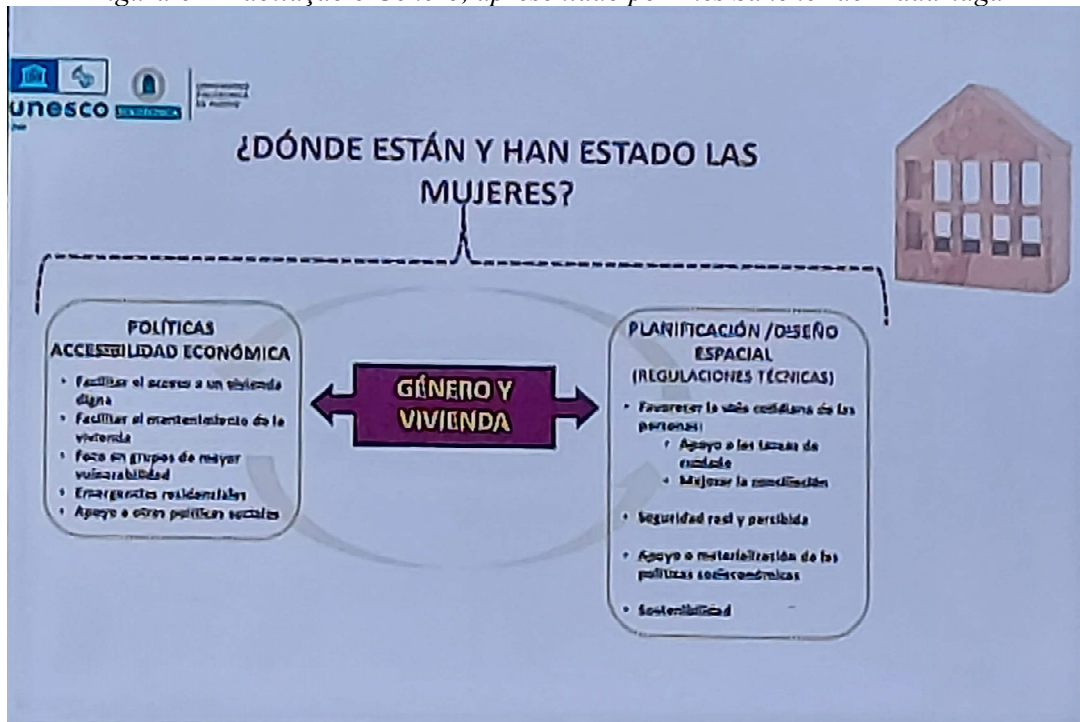 unesco
¿DÓNDE ESTÁN Y HAN ESTADO LAS
MUJERES?
POLÍTICAS
ACCESIBILIDAD ECONÓMICA
• Facilitar el acceso a un vivienda
digna
• Facilitar el mantenimiento de la
vivienda
• Foco en grupos de mayor
vulnerabilidad
• Emergencias residenciales
• Apoyo a otras políticas sociales
GÉNERO Y
VIVIENDA
PLANIFICACIÓN /DISEÑO
ESPACIAL
(REGULACIONES TÉCNICAS)
• Favorecer la vida cotidiana de las
personas:
• Apoyo a las tareas de
cuidado
• Mejorar la conciliación
• Seguridad real y percibida
• Apoyo a materialización de las
políticas socioeconómicas
• Sostenibilidad